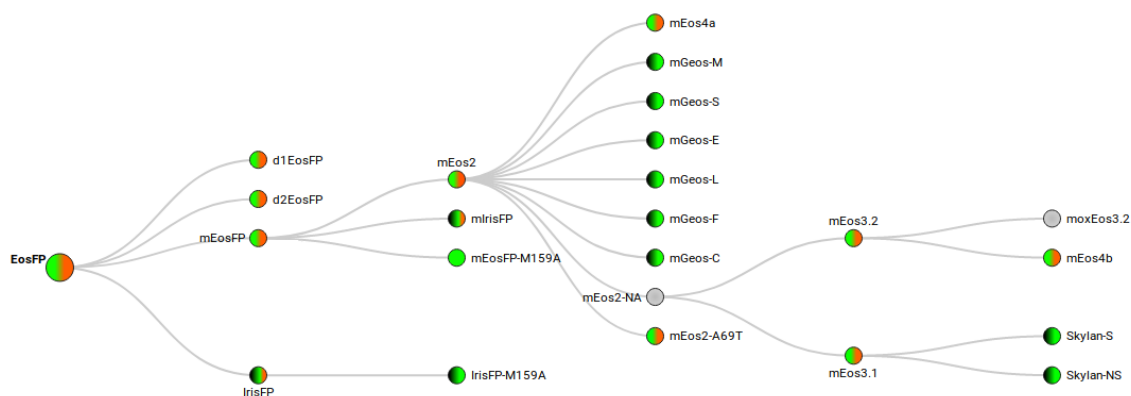 mEos4a
mGeos-M
mGeos-S
mGeos-E
d1EosFP
mEos2
mGeos-L
d2EosFP
mIrisFP
mGeos-F
mEos3.2
moxEos3.2
mEosFP
EosFP
mEosFP-M159A
mGeos-C
mEos4b
mEos2-NA
mEos2-A69T
Skylan-S
mEos3.1
IrisFP
IrisFP-M159A
Skylan-NS